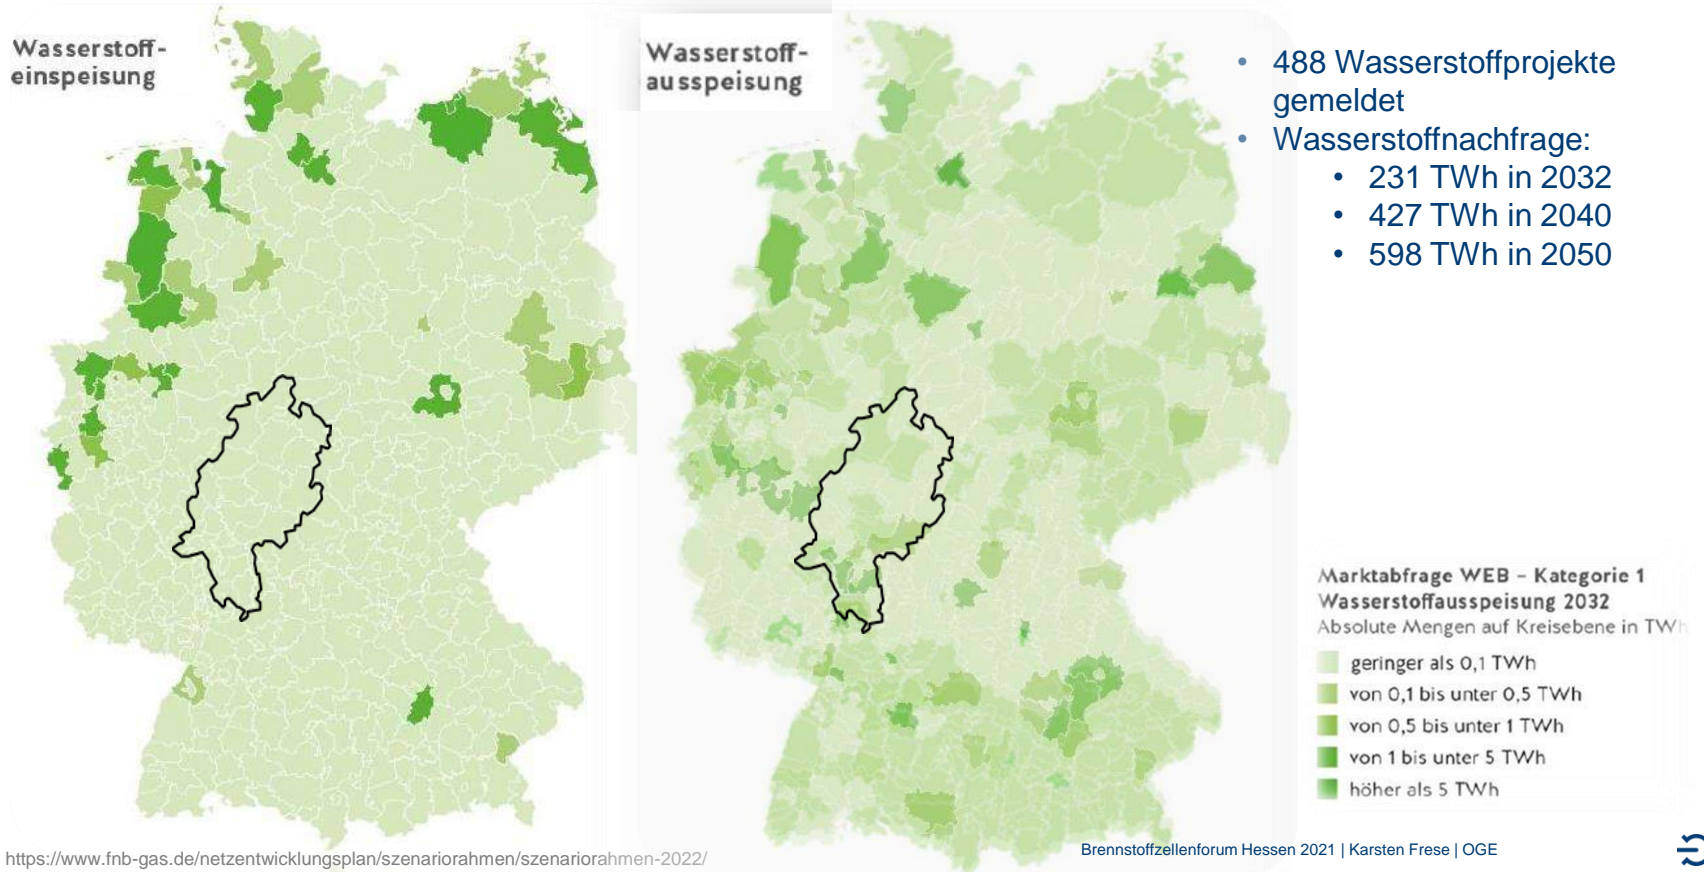 Wasserstoff-
einspeisung
Wasserstoff-
ausspeisung
• 488 Wasserstoffprojekte
gemeldet
• Wasserstoffnachfrage:
• 231 TWh in 2032
• 427 TWh in 2040
• 598 TWh in 2050
Marktabfrage WEB – Kategorie 1
Wasserstoffausspeisung 2032
Absolute Mengen auf Kreisebene in TWh
geringer als 0,1 TWh
von 0,1 bis unter 0,5 TWh
von 0,5 bis unter 1 TWh
von 1 bis unter 5 TWh
höher als 5 TWh
https://www.fnb-gas.de/netzentwicklungsplan/szenariorahmen/szenariorahmen-2022/
Brennstoffzellenforum Hessen 2021 | Karsten Frese | OGE